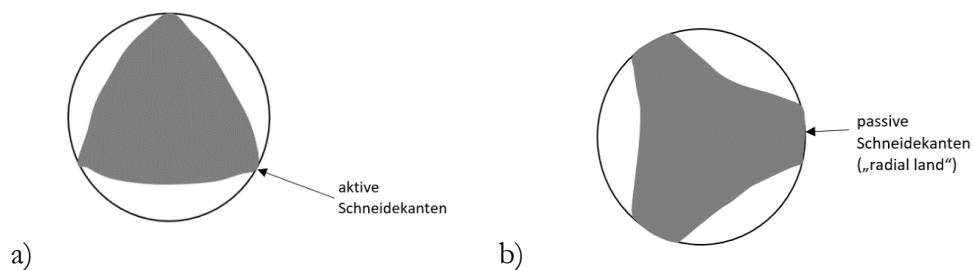 aktive
Schneidekanten
a)
passive
Schneidekanten
(„radial land“)
b)